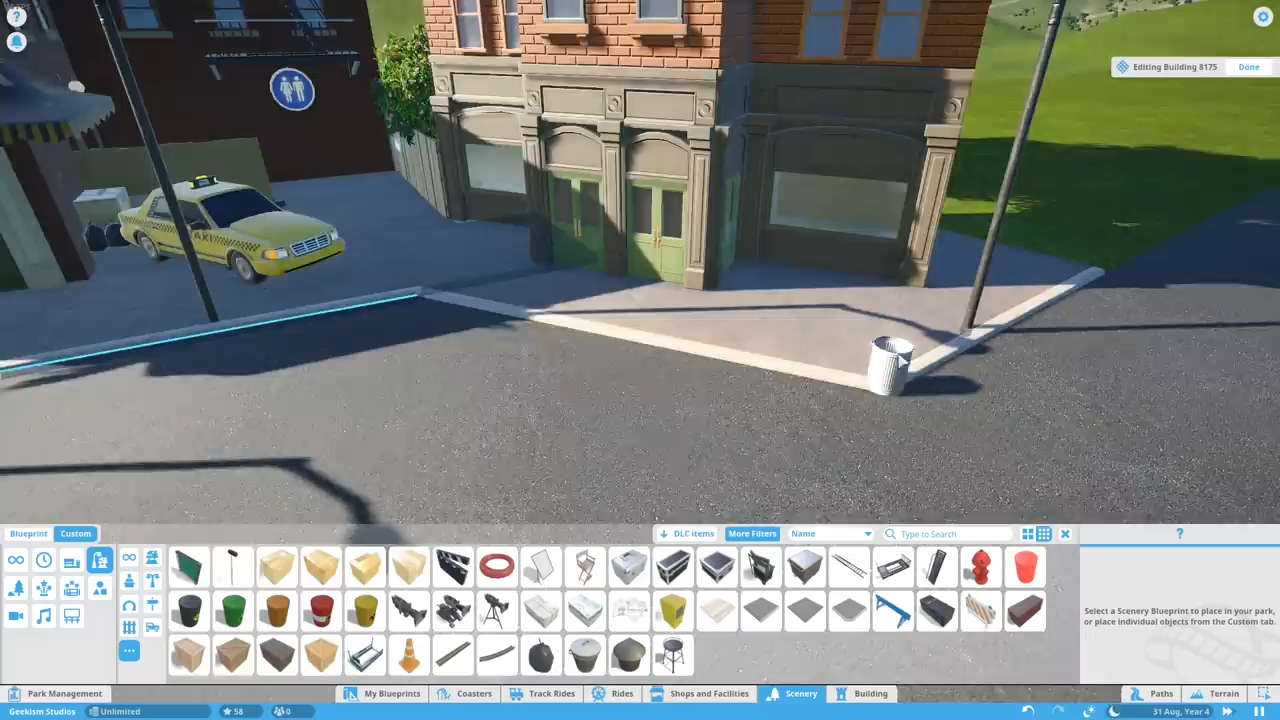 Editing Building 8175 Done
TAXI
Blueprint Custom DLC items More Filters Name Type to Search ?
Select a Scenery Blueprint to place in your park,
or place individual objects from the Custom tab.
Park Management My Blueprints Coasters Track Rides Rides Shops and Facilities Scenery Building Paths Terrain
Geekism Studios Unlimited 58 0 31 Aug, Year 4